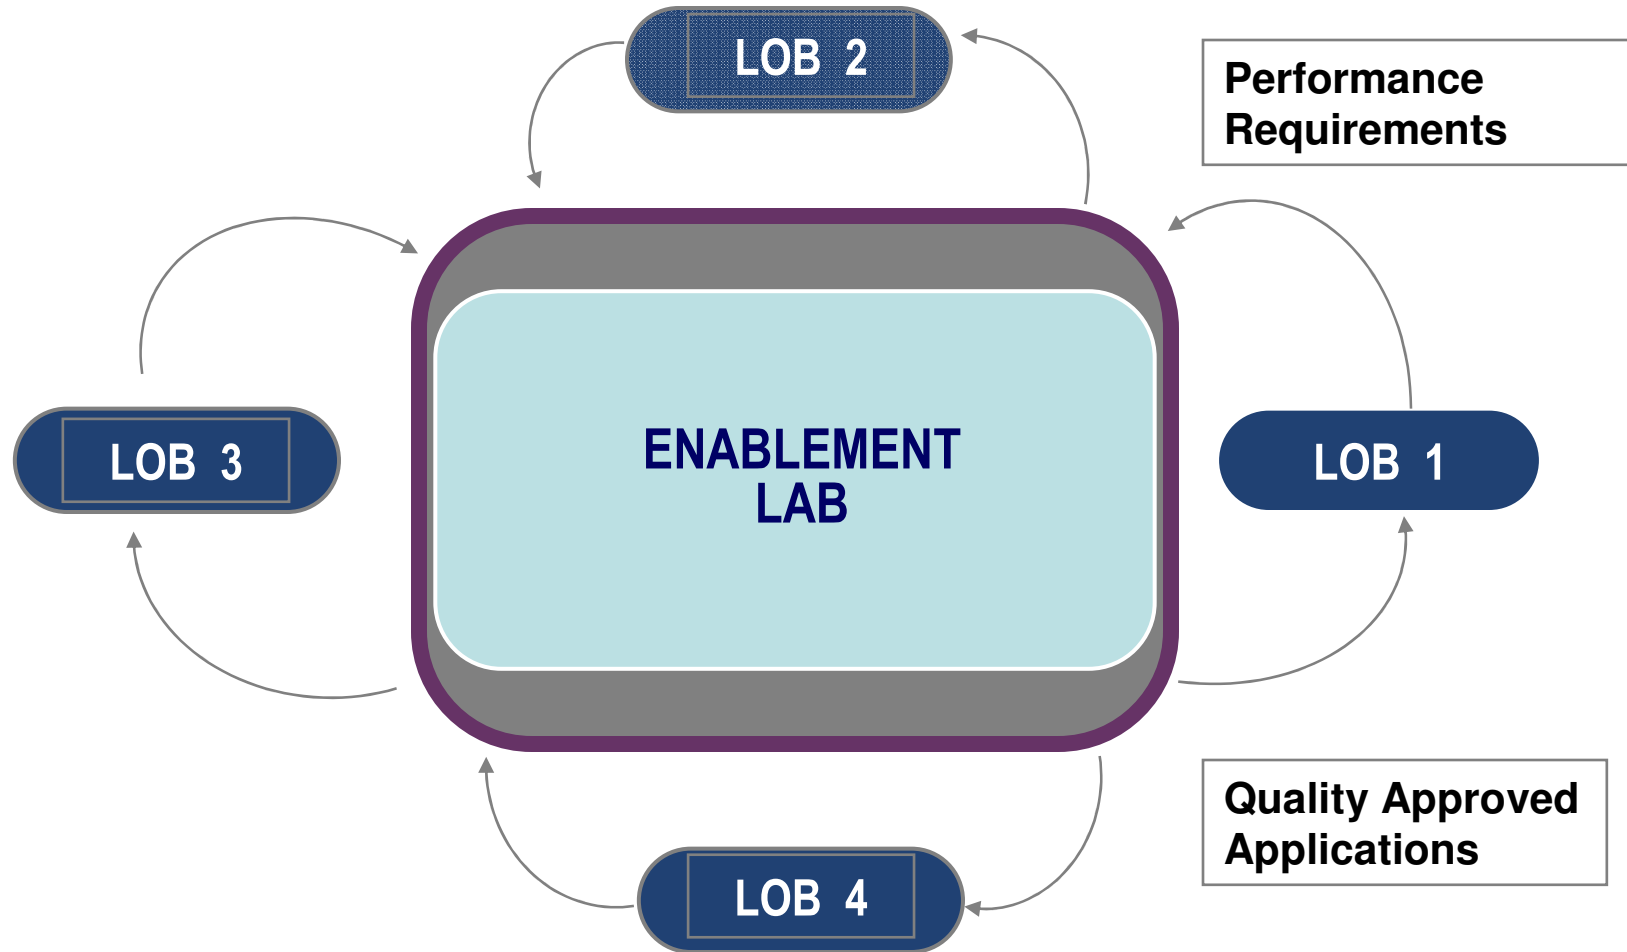 LOB 2
Performance
Requirements
ENABLEMENT
LAB
LOB 3
LOB 1
Quality Approved
Applications
LOB 4